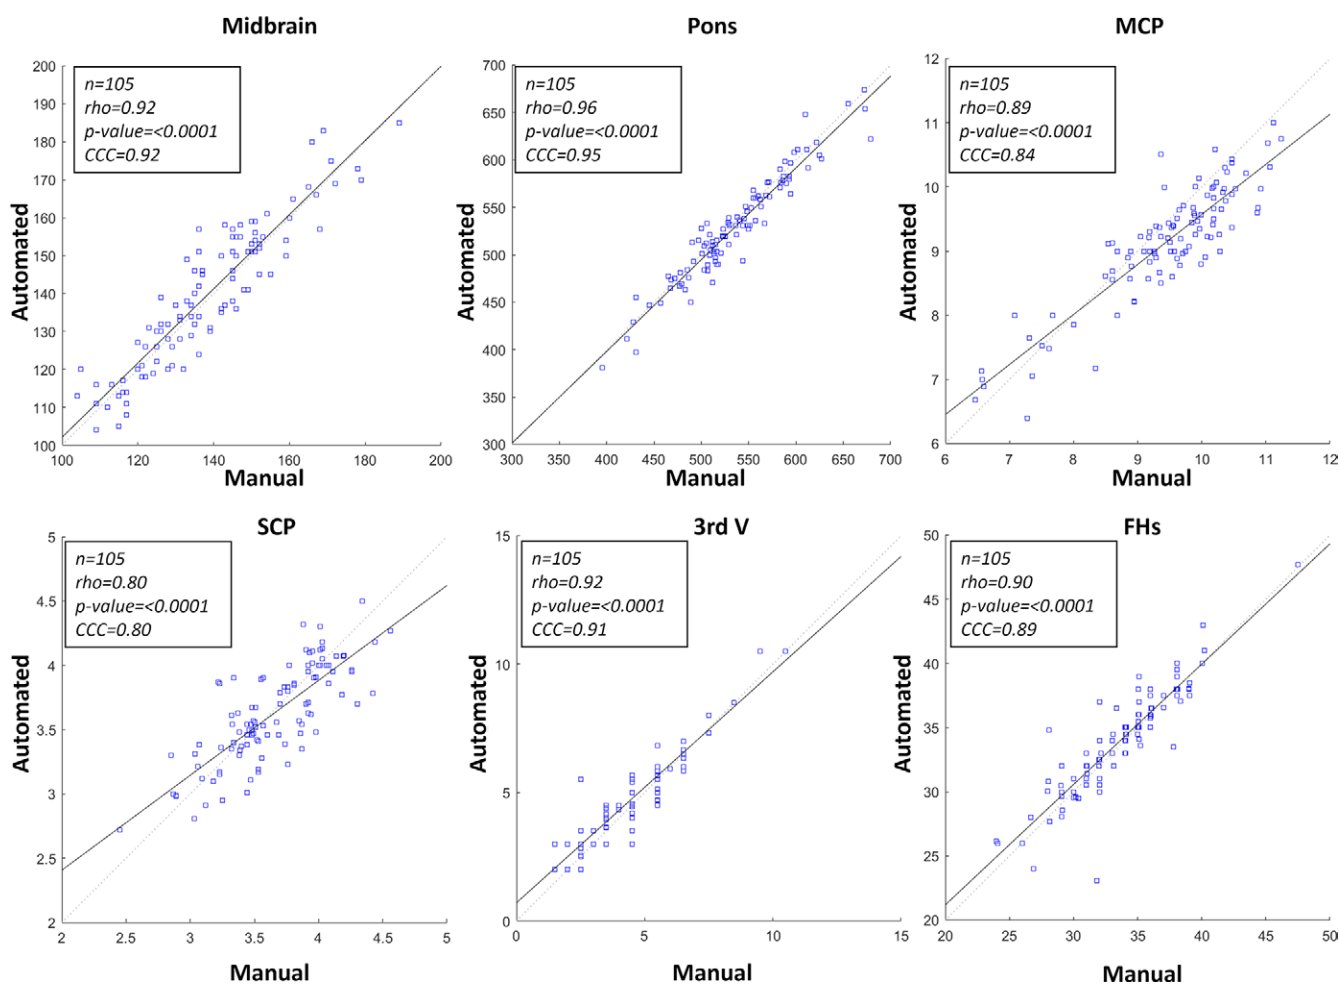 Midbrain
n=105
rho=0.92
p-value=<0.0001
CCC=0.92
200
190
180
170
160
150
140
130
120
110
100
Automated
100
120
140
160
180
200
Manual
Pons
n=105
rho=0.96
p-value=<0.0001
CCC=0.95
700
650
600
550
500
450
400
350
300
Automated
300
350
400
450
500
550
600
650
700
Manual
MCP
n=105
rho=0.89
p-value=<0.0001
CCC=0.84
12
11
10
9
8
7
6
Automated
6
7
8
9
10
11
12
Manual
SCP
n=105
rho=0.80
p-value=<0.0001
CCC=0.80
5
4.5
4
3.5
3
2.5
2
Automated
2
2.5
3
3.5
4
4.5
5
Manual
3rd V
n=105
rho=0.92
p-value=<0.0001
CCC=0.91
15
10
5
0
Automated
0
5
10
15
Manual
FHs
n=105
rho=0.90
p-value=<0.0001
CCC=0.89
50
45
40
35
30
25
20
Automated
20
25
30
35
40
45
50
Manual